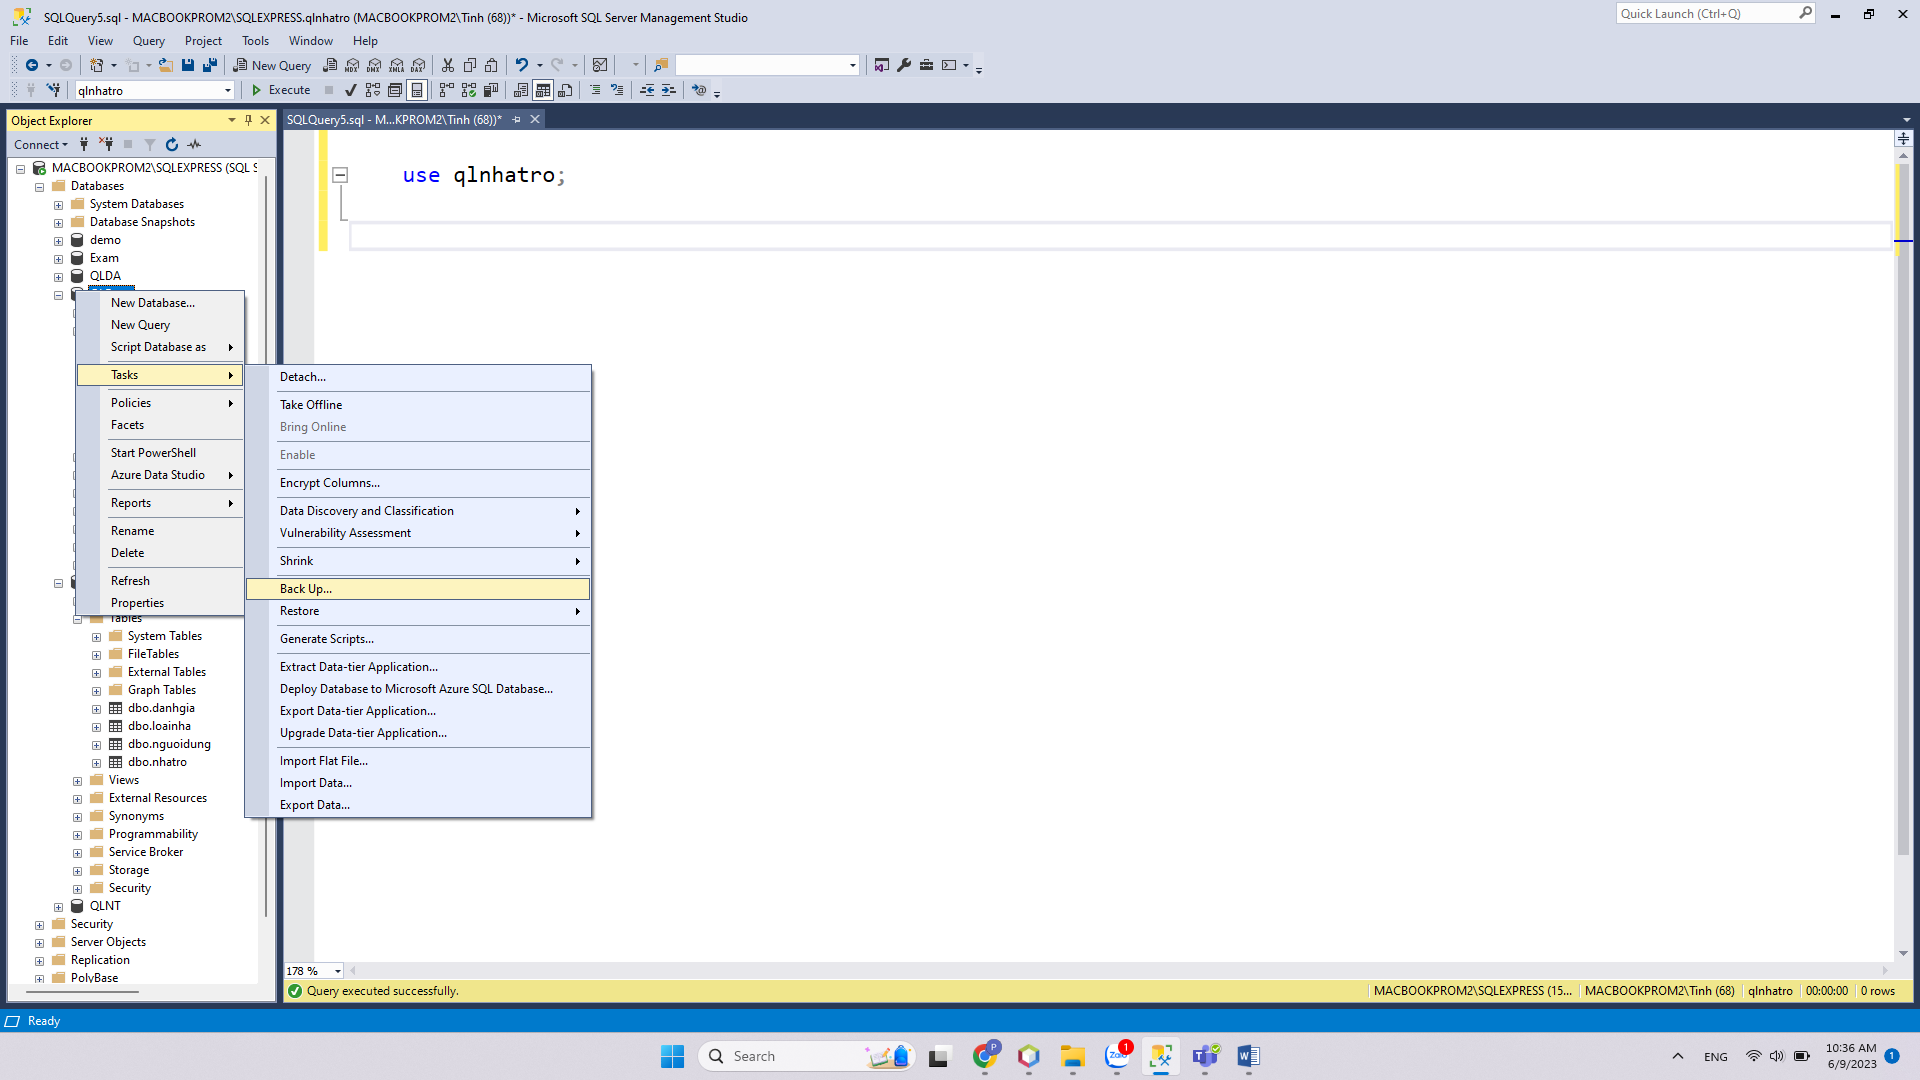 SQLQuery5.sql - MACBOOKPROM2\SQLEXPRESS.qlnhatro (MACBOOKPROM2\Tinh (68))* - Microsoft SQL Server Management Studio
Quick Launch (Ctrl+Q)
File Edit View Query Project Tools Window Help
New Query
MDX DMX XMLA DAX
qlnhatro
Execute
Object Explorer
SQLQuery5.sql - M...KPROM2\Tinh (68))*
Connect
MACBOOKPROM2\SQLEXPRESS (SQL S
Databases
System Databases
Database Snapshots
demo
Exam
QLDA
use qlnhatro;
New Database...
New Query
Script Database as
Tasks
Policies
Facets
Start PowerShell
Azure Data Studio
Reports
Rename
Delete
Refresh
Properties
Detach...
Take Offline
Bring Online
Enable
Encrypt Columns...
Data Discovery and Classification
Vulnerability Assessment
Shrink
Back Up...
Restore
Generate Scripts...
Extract Data-tier Application...
Deploy Database to Microsoft Azure SQL Database...
Export Data-tier Application...
Upgrade Data-tier Application...
Import Flat File...
Import Data...
Export Data...
Tables
System Tables
FileTables
External Tables
Graph Tables
dbo.danhgia
dbo.loainha
dbo.nguoidung
dbo.nhatro
Views
External Resources
Synonyms
Programmability
Service Broker
Storage
Security
QLNT
Security
Server Objects
Replication
PolyBase
178 %
Query executed successfully.
MACBOOKPROM2\SQLEXPRESS (15... MACBOOKPROM2\Tinh (68) qlnhatro 00:00:00 0 rows
Ready
Search
P
Zalo
1
ENG
10:36 AM
6/9/2023
1